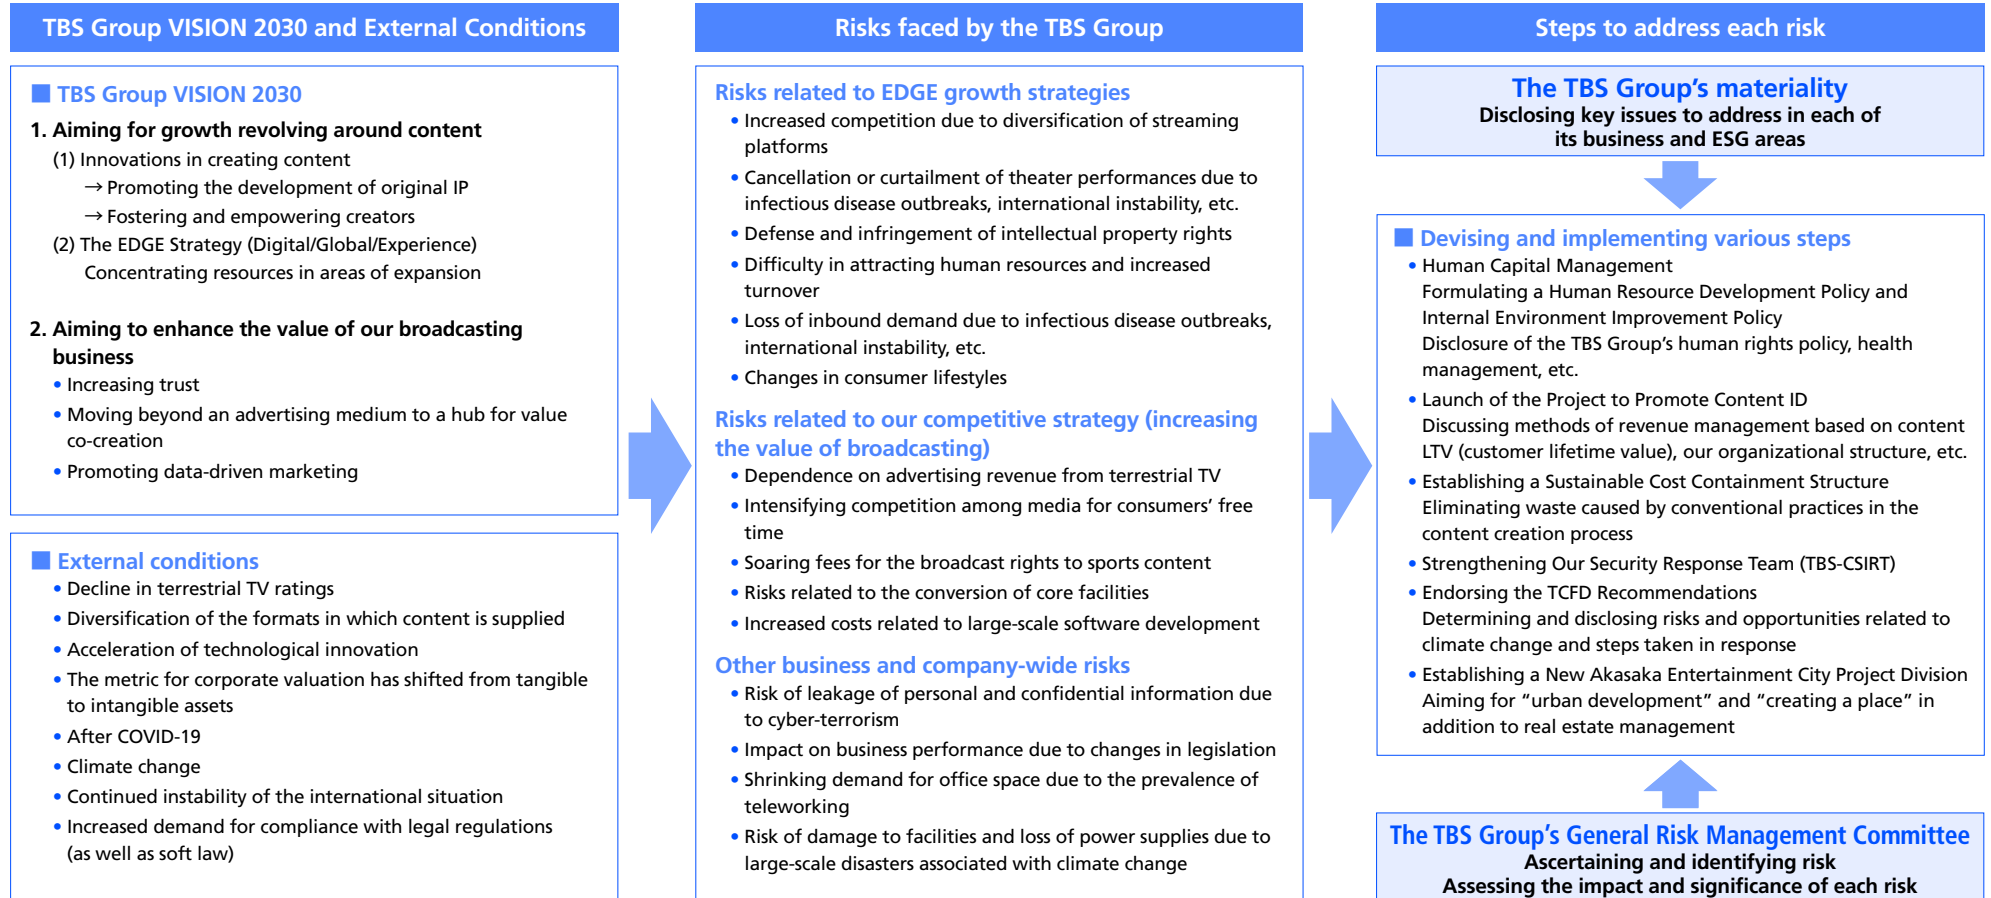 TBS Group VISION 2030 and External Conditions
■ TBS Group VISION 2030
1. Aiming for growth revolving around content
(1) Innovations in creating content
→ Promoting the development of original IP
→ Fostering and empowering creators
(2) The EDGE Strategy (Digital/Global/Experience)
Concentrating resources in areas of expansion
2. Aiming to enhance the value of our broadcasting
business
• Increasing trust
• Moving beyond an advertising medium to a hub for value
co-creation
• Promoting data-driven marketing
■ External conditions
• Decline in terrestrial TV ratings
• Diversification of the formats in which content is supplied
• Acceleration of technological innovation
• The metric for corporate valuation has shifted from tangible
to intangible assets
• After COVID-19
• Climate change
• Continued instability of the international situation
• Increased demand for compliance with legal regulations
(as well as soft law)
Risks faced by the TBS Group
Risks related to EDGE growth strategies
• Increased competition due to diversification of streaming
platforms
• Cancellation or curtailment of theater performances due to
infectious disease outbreaks, international instability, etc.
• Defense and infringement of intellectual property rights
• Difficulty in attracting human resources and increased
turnover
• Loss of inbound demand due to infectious disease outbreaks,
international instability, etc.
• Changes in consumer lifestyles
Risks related to our competitive strategy (increasing
the value of broadcasting)
• Dependence on advertising revenue from terrestrial TV
• Intensifying competition among media for consumers’ free
time
• Soaring fees for the broadcast rights to sports content
• Risks related to the conversion of core facilities
• Increased costs related to large-scale software development
Other business and company-wide risks
• Risk of leakage of personal and confidential information due
to cyber-terrorism
• Impact on business performance due to changes in legislation
• Shrinking demand for office space due to the prevalence of
teleworking
• Risk of damage to facilities and loss of power supplies due to
large-scale disasters associated with climate change
Steps to address each risk
The TBS Group’s materiality
Disclosing key issues to address in each of
its business and ESG areas
■ Devising and implementing various steps
• Human Capital Management
Formulating a Human Resource Development Policy and
Internal Environment Improvement Policy
Disclosure of the TBS Group’s human rights policy, health
management, etc.
• Launch of the Project to Promote Content ID
Discussing methods of revenue management based on content
LTV (customer lifetime value), our organizational structure, etc.
• Establishing a Sustainable Cost Containment Structure
Eliminating waste caused by conventional practices in the
content creation process
• Strengthening Our Security Response Team (TBS-CSIRT)
• Endorsing the TCFD Recommendations
Determining and disclosing risks and opportunities related to
climate change and steps taken in response
• Establishing a New Akasaka Entertainment City Project Division
Aiming for “urban development” and “creating a place” in
addition to real estate management
The TBS Group’s General Risk Management Committee
Ascertaining and identifying risk
Assessing the impact and significance of each risk